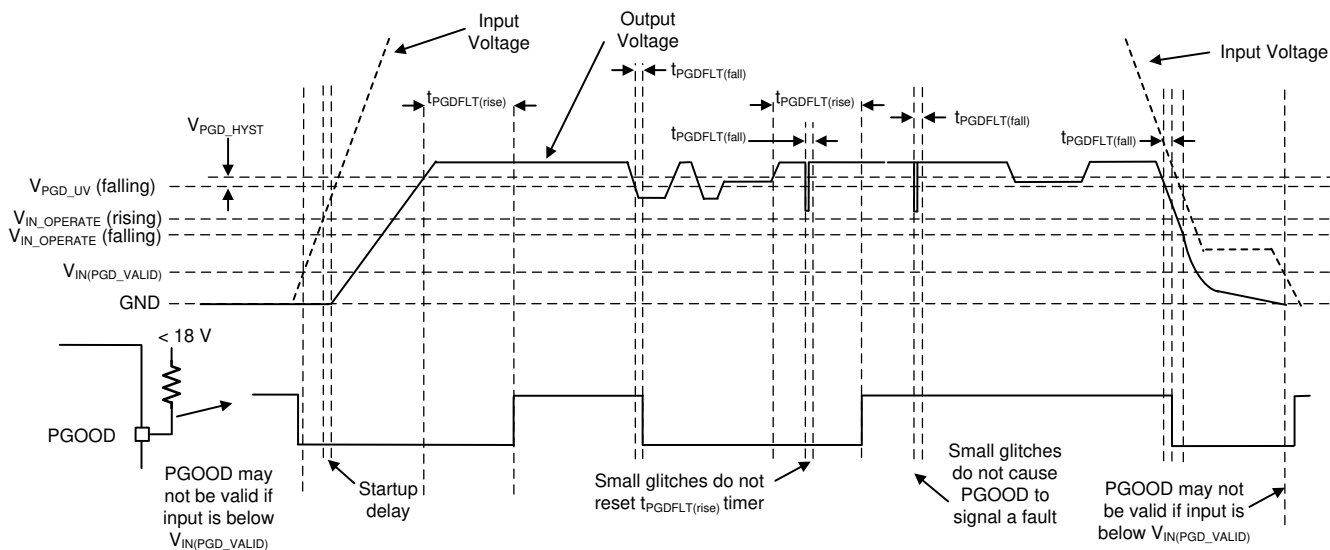 Input
Voltage
Output
Voltage
Input Voltage
tPGDFLT(fall)
tPGDFLT(rise)
tPGDFLT(rise)
tPGDFLT(fall)
tPGDFLT(fall)
tPGDFLT(fall)
VPGD_HYST
VPGD_UV (falling)
VIN_OPERATE (rising)
VIN_OPERATE (falling)
VIN(PGD_VALID)
GND
< 18 V
PGOOD
PGOOD may
not be valid if
input is below
VIN(PGD_VALID)
Startup
delay
Small glitches do not
reset tPGDFLT(rise) timer
Small glitches
do not cause
PGOOD to
signal a fault
PGOOD may not
be valid if input is
below VIN(PGD_VALID)